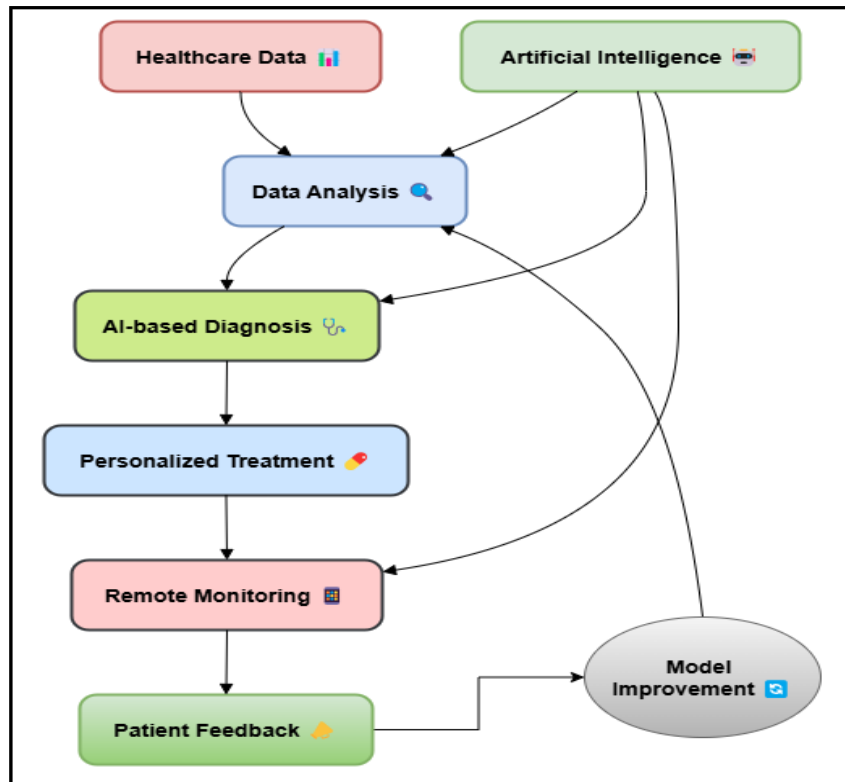 Healthcare Data
Artificial Intelligence
Data Analysis
AI-based Diagnosis
Personalized Treatment
Remote Monitoring
Patient Feedback
Model
Improvement